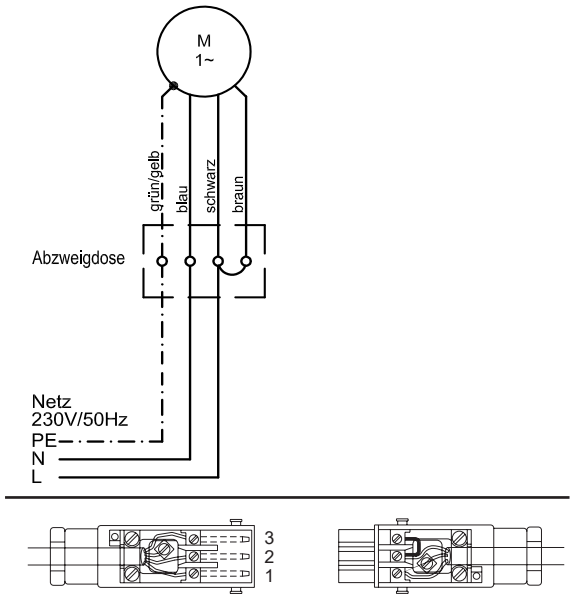 M
1~
grün/gelb
blau
schwarz
braun
Abzweigdose
Netz
230V/50Hz
PE
N
L
3
2
1